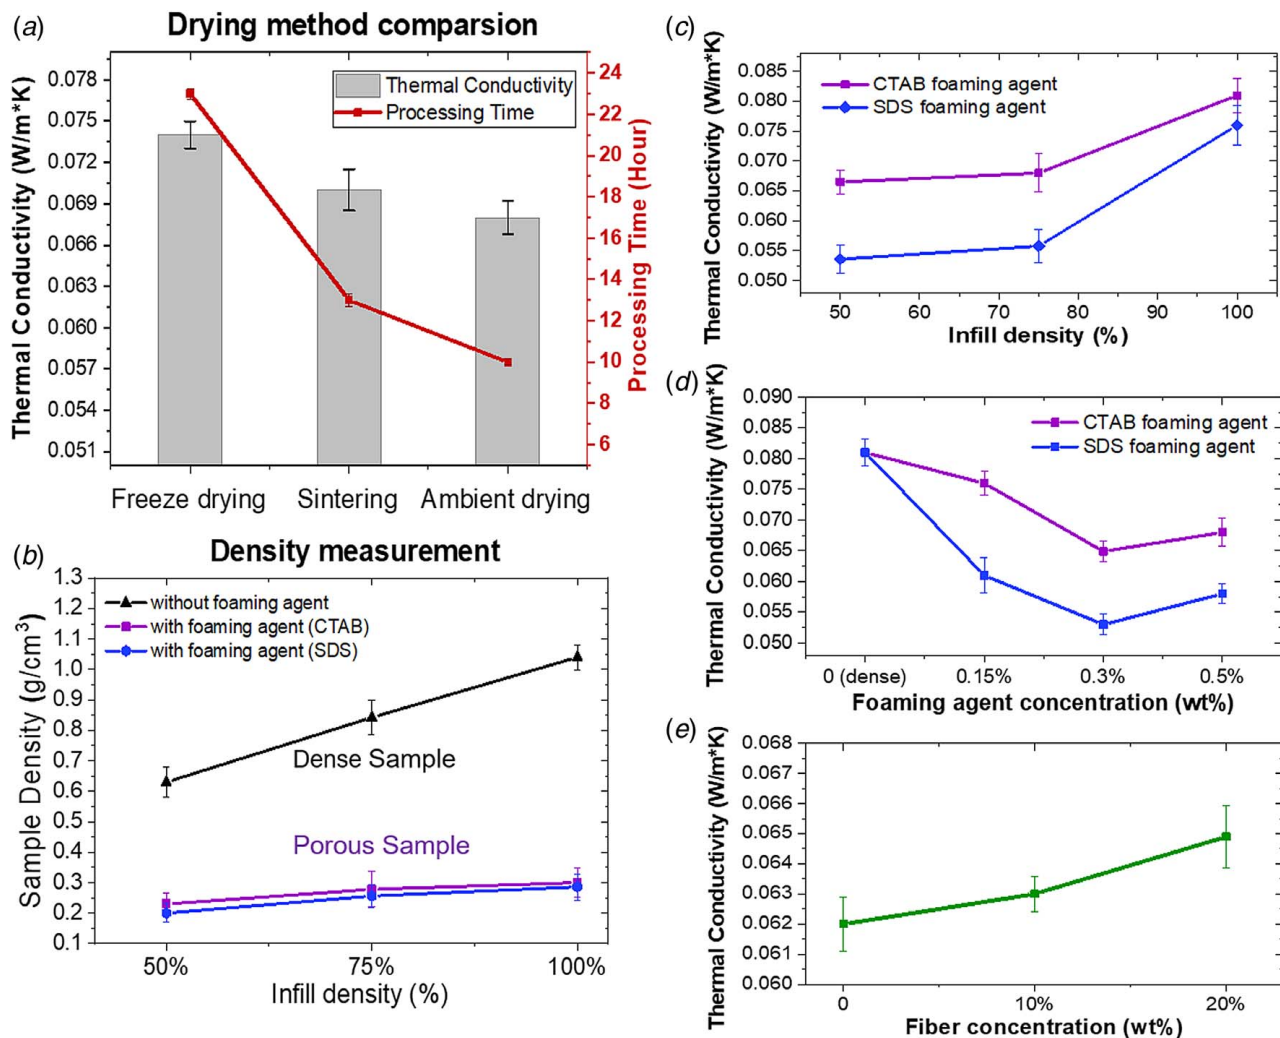 (a)
Drying method comparsion
Thermal Conductivity (W/m*K)
0.078
0.075
0.072
0.069
0.066
0.063
0.060
0.057
0.054
0.051
Thermal Conductivity
Processing Time
24
22
20
18
16
14
12
10
8
6
Processing Time (Hour)
Freeze drying Sintering Ambient drying
(b)
Density measurement
Sample Density (g/cm³)
1.3
1.2
1.1
1.0
0.9
0.8
0.7
0.6
0.5
0.4
0.3
0.2
0.1
without foaming agent
with foaming agent (CTAB)
with foaming agent (SDS)
Dense Sample
Porous Sample
50% 75% 100%
Infill density (%)
(c)
Thermal Conductivity (W/m*K)
0.085
0.080
0.075
0.070
0.065
0.060
0.055
0.050
CTAB foaming agent
SDS foaming agent
50 60 70 80 90 100
Infill density (%)
(d)
Thermal Conductivity (W/m*K)
0.090
0.085
0.080
0.075
0.070
0.065
0.060
0.055
0.050
CTAB foaming agent
SDS foaming agent
0 (dense) 0.15% 0.3% 0.5%
Foaming agent concentration (wt%)
(e)
Thermal Conductivity (W/m*K)
0.068
0.067
0.066
0.065
0.064
0.063
0.062
0.061
0.060
0 10% 20%
Fiber concentration (wt%)